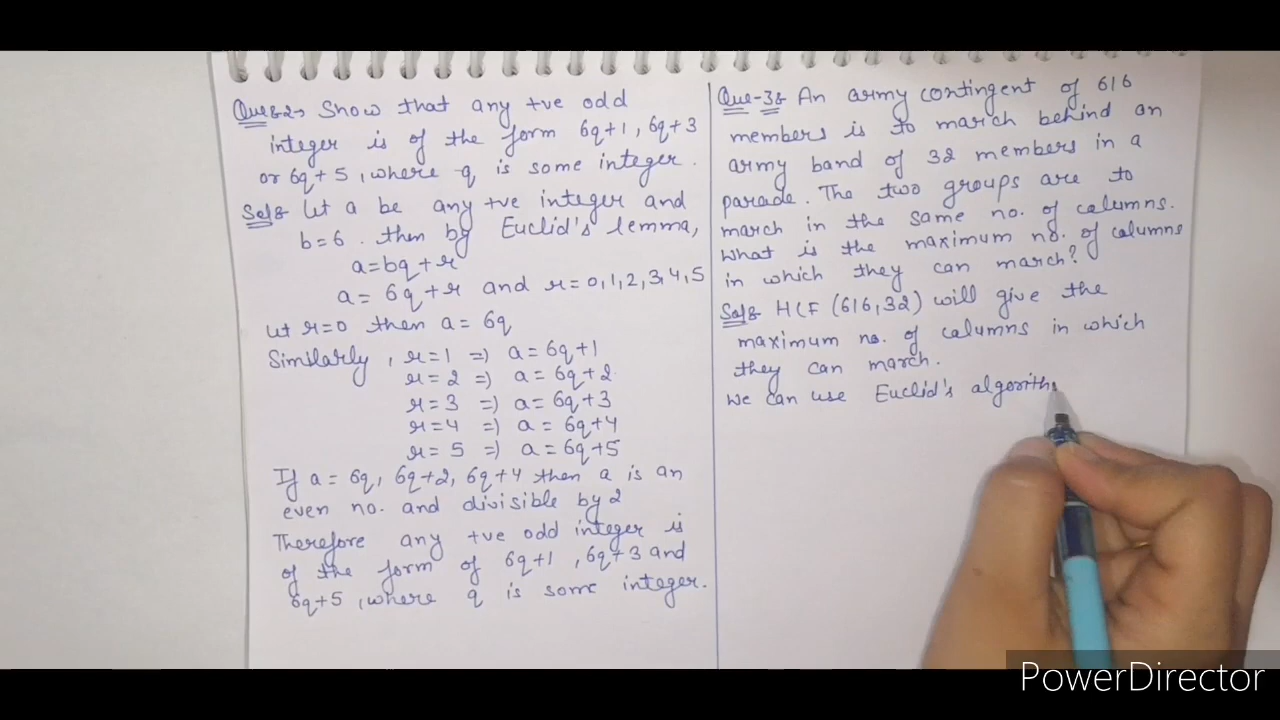 Que:2→ Show that any +ve odd
integer is of the form 6q+1, 6q+3
or 6q+5, where q is some integer.
Sol: Let a be any +ve integer and
b=6. then by Euclid's lemma,
a=bq+r
a= 6q+r and r=0,1,2,3,4,5
Let r=0 then a= 6q
Similarly, r=1 => a=6q+1
r=2 => a=6q+2
r=3 => a=6q+3
r=4 => a=6q+4
r=5 => a=6q+5
If a= 6q, 6q+2, 6q+4 then a is an
even no. and divisible by 2
Therefore any +ve odd integer is
of the form of 6q+1, 6q+3 and
6q+5, where q is some integer.
Que-3: An army contingent of 616
members is to march behind an
army band of 32 members in a
parade. The two groups are to
march in the same no. of columns.
What is the maximum no. of columns
in which they can march?
Sol: HCF (616,32) will give the
maximum no. of columns in which
they can march.
We can use Euclid's algorith
PowerDirector